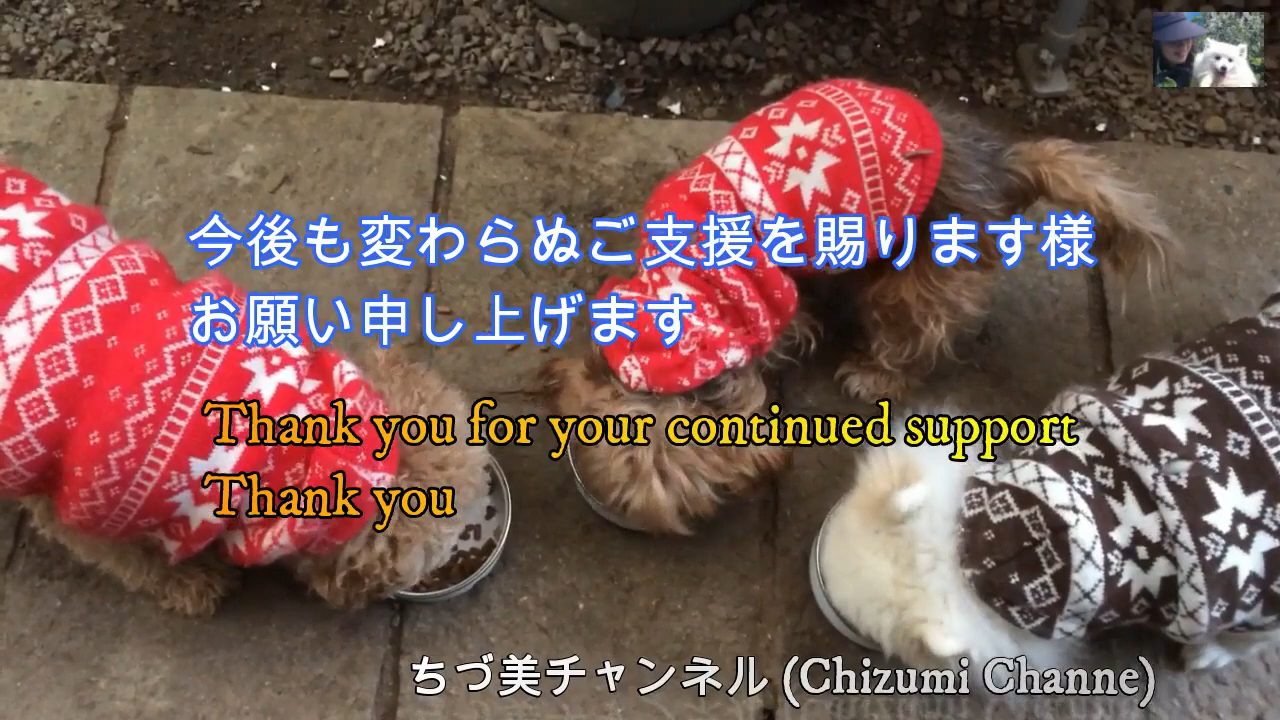 今後も変わらぬご支援を賜ります様
お願い申し上げます
Thank you for your continued support
Thank you
ちづ美チャンネル (Chizumi Channe)